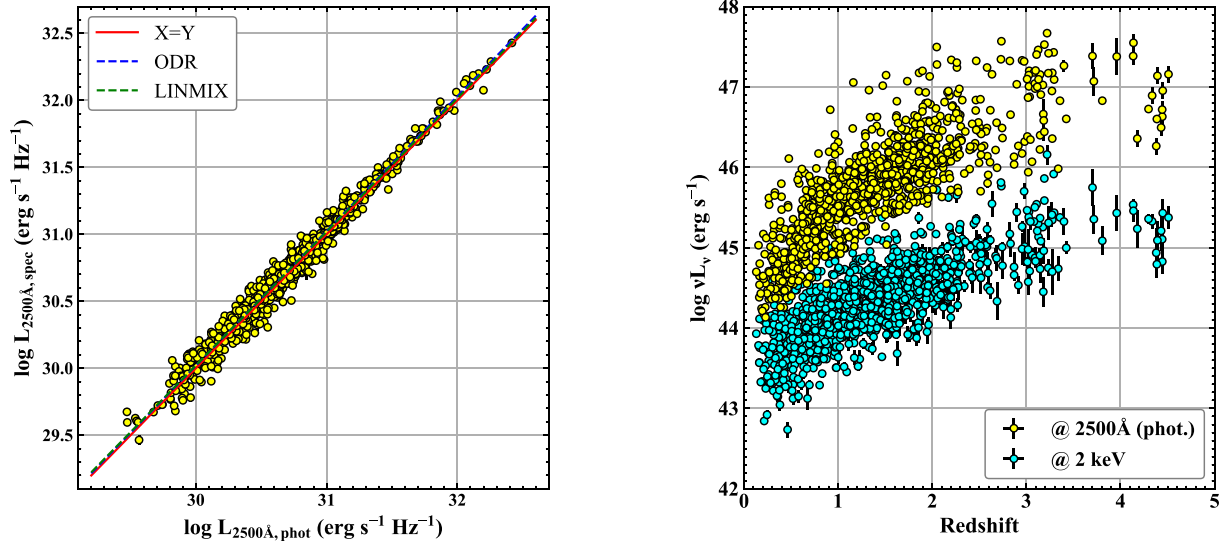 X=Y
ODR
LINMIX
32.5
32.0
31.5
31.0
30.5
30.0
29.5
log L2500Å, spec (erg s−1 Hz−1)
30 31 32
log L2500Å, phot (erg s−1 Hz−1)
48
47
46
45
44
43
42
log νLν (erg s−1)
@ 2500Å (phot.)
@ 2 keV
0 1 2 3 4 5
Redshift